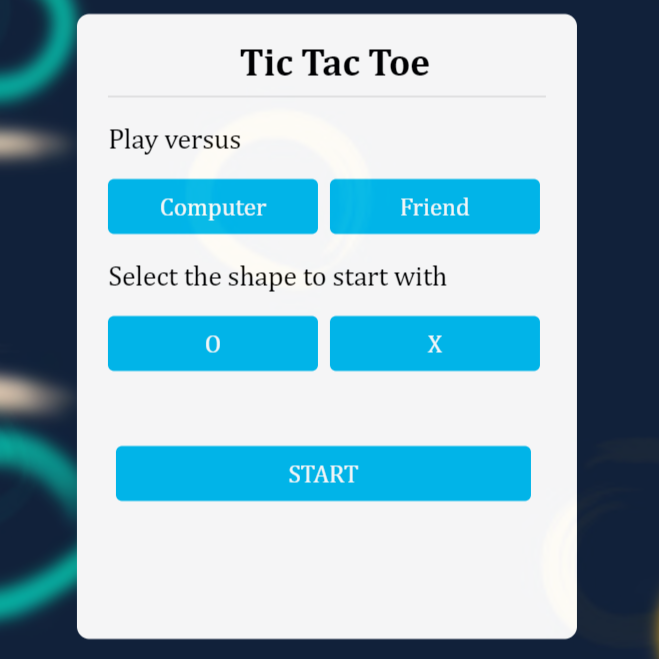 Tic Tac Toe
Play versus
Computer Friend
Select the shape to start with
O X
START